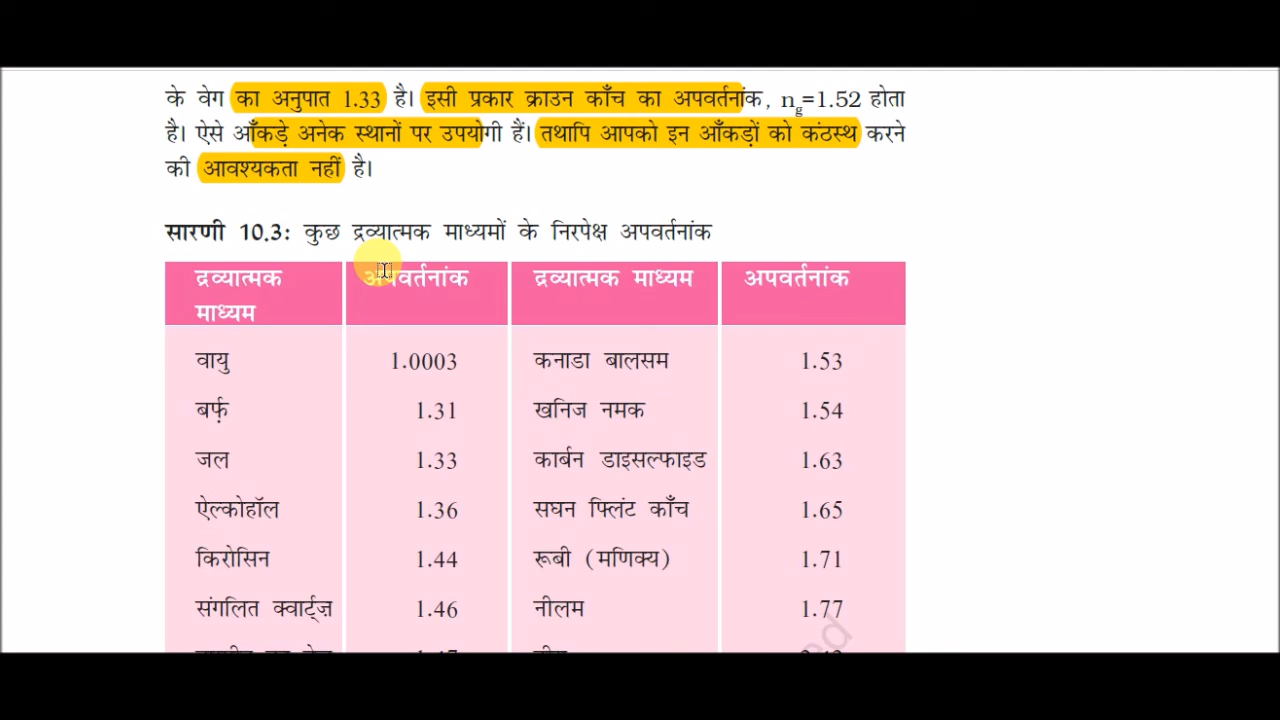 के वेग का अनुपात 1.33 है। इसी प्रकार क्राउन काँच का अपवर्तनांक, ng=1.52 होता
है। ऐसे आँकड़े अनेक स्थानों पर उपयोगी हैं। तथापि आपको इन आँकड़ों को कंठस्थ करने
की आवश्यकता नहीं है।
सारणी 10.3: कुछ द्रव्यात्मक माध्यमों के निरपेक्ष अपवर्तनांक
द्रव्यात्मक माध्यम अपवर्तनांक द्रव्यात्मक माध्यम अपवर्तनांक
वायु 1.0003 कनाडा बालसम 1.53
बर्फ़ 1.31 खनिज नमक 1.54
जल 1.33 कार्बन डाइसल्फाइड 1.63
ऐल्कोहॉल 1.36 सघन फ्लिंट काँच 1.65
किरोसिन 1.44 रूबी (मणिक्य) 1.71
संगलित क्वार्ट्ज़ 1.46 नीलम 1.77